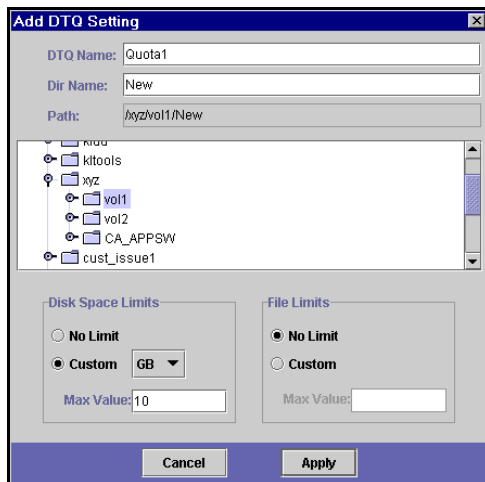 Add DTQ Setting
DTQ Name: Quota1
Dir Name: New
Path: /xyz/vol1/New
kltools
xyz
vol1
vol2
CA_APPSW
cust_issue1
Disk Space Limits
No Limit
Custom GB
Max Value: 10
File Limits
No Limit
Custom
Max Value:
Cancel Apply